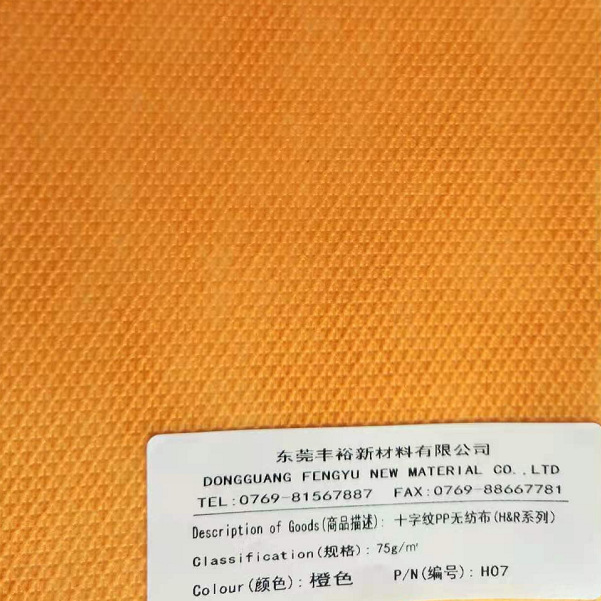 东莞丰裕新材料有限公司
DONGGUANG FENGYU NEW MATERIAL CO.,LTD
TEL:0769-81567887 FAX:0769-88667781
Description of Goods(商品描述): 十字纹PP无纺布(H&R系列)
Classification(规格): 75g/㎡
Colour(颜色): 橙色 P/N(编号): H07